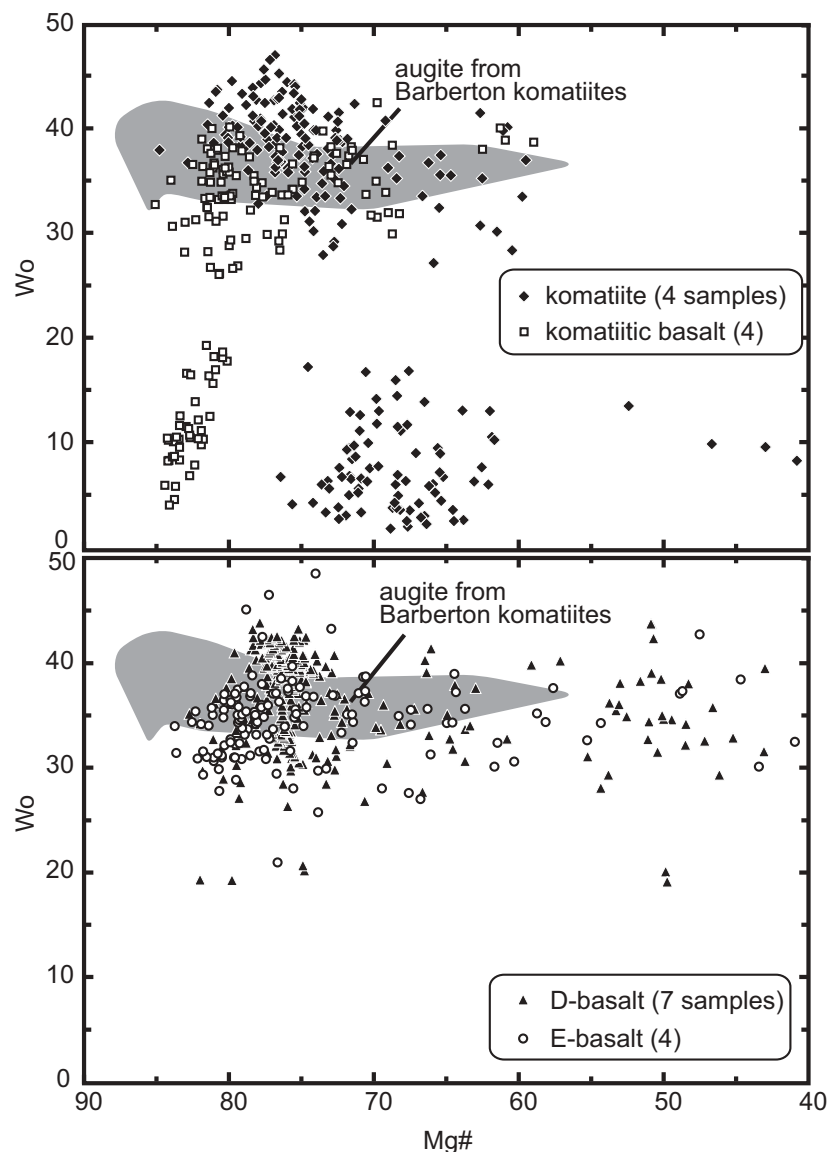 50
40
30
20
10
0
Wo
augite from
Barberton komatiites
komatiite (4 samples)
komatiitic basalt (4)
50
40
30
20
10
0
Wo
augite from
Barberton komatiites
D-basalt (7 samples)
E-basalt (4)
90 80 70 60 50 40
Mg#